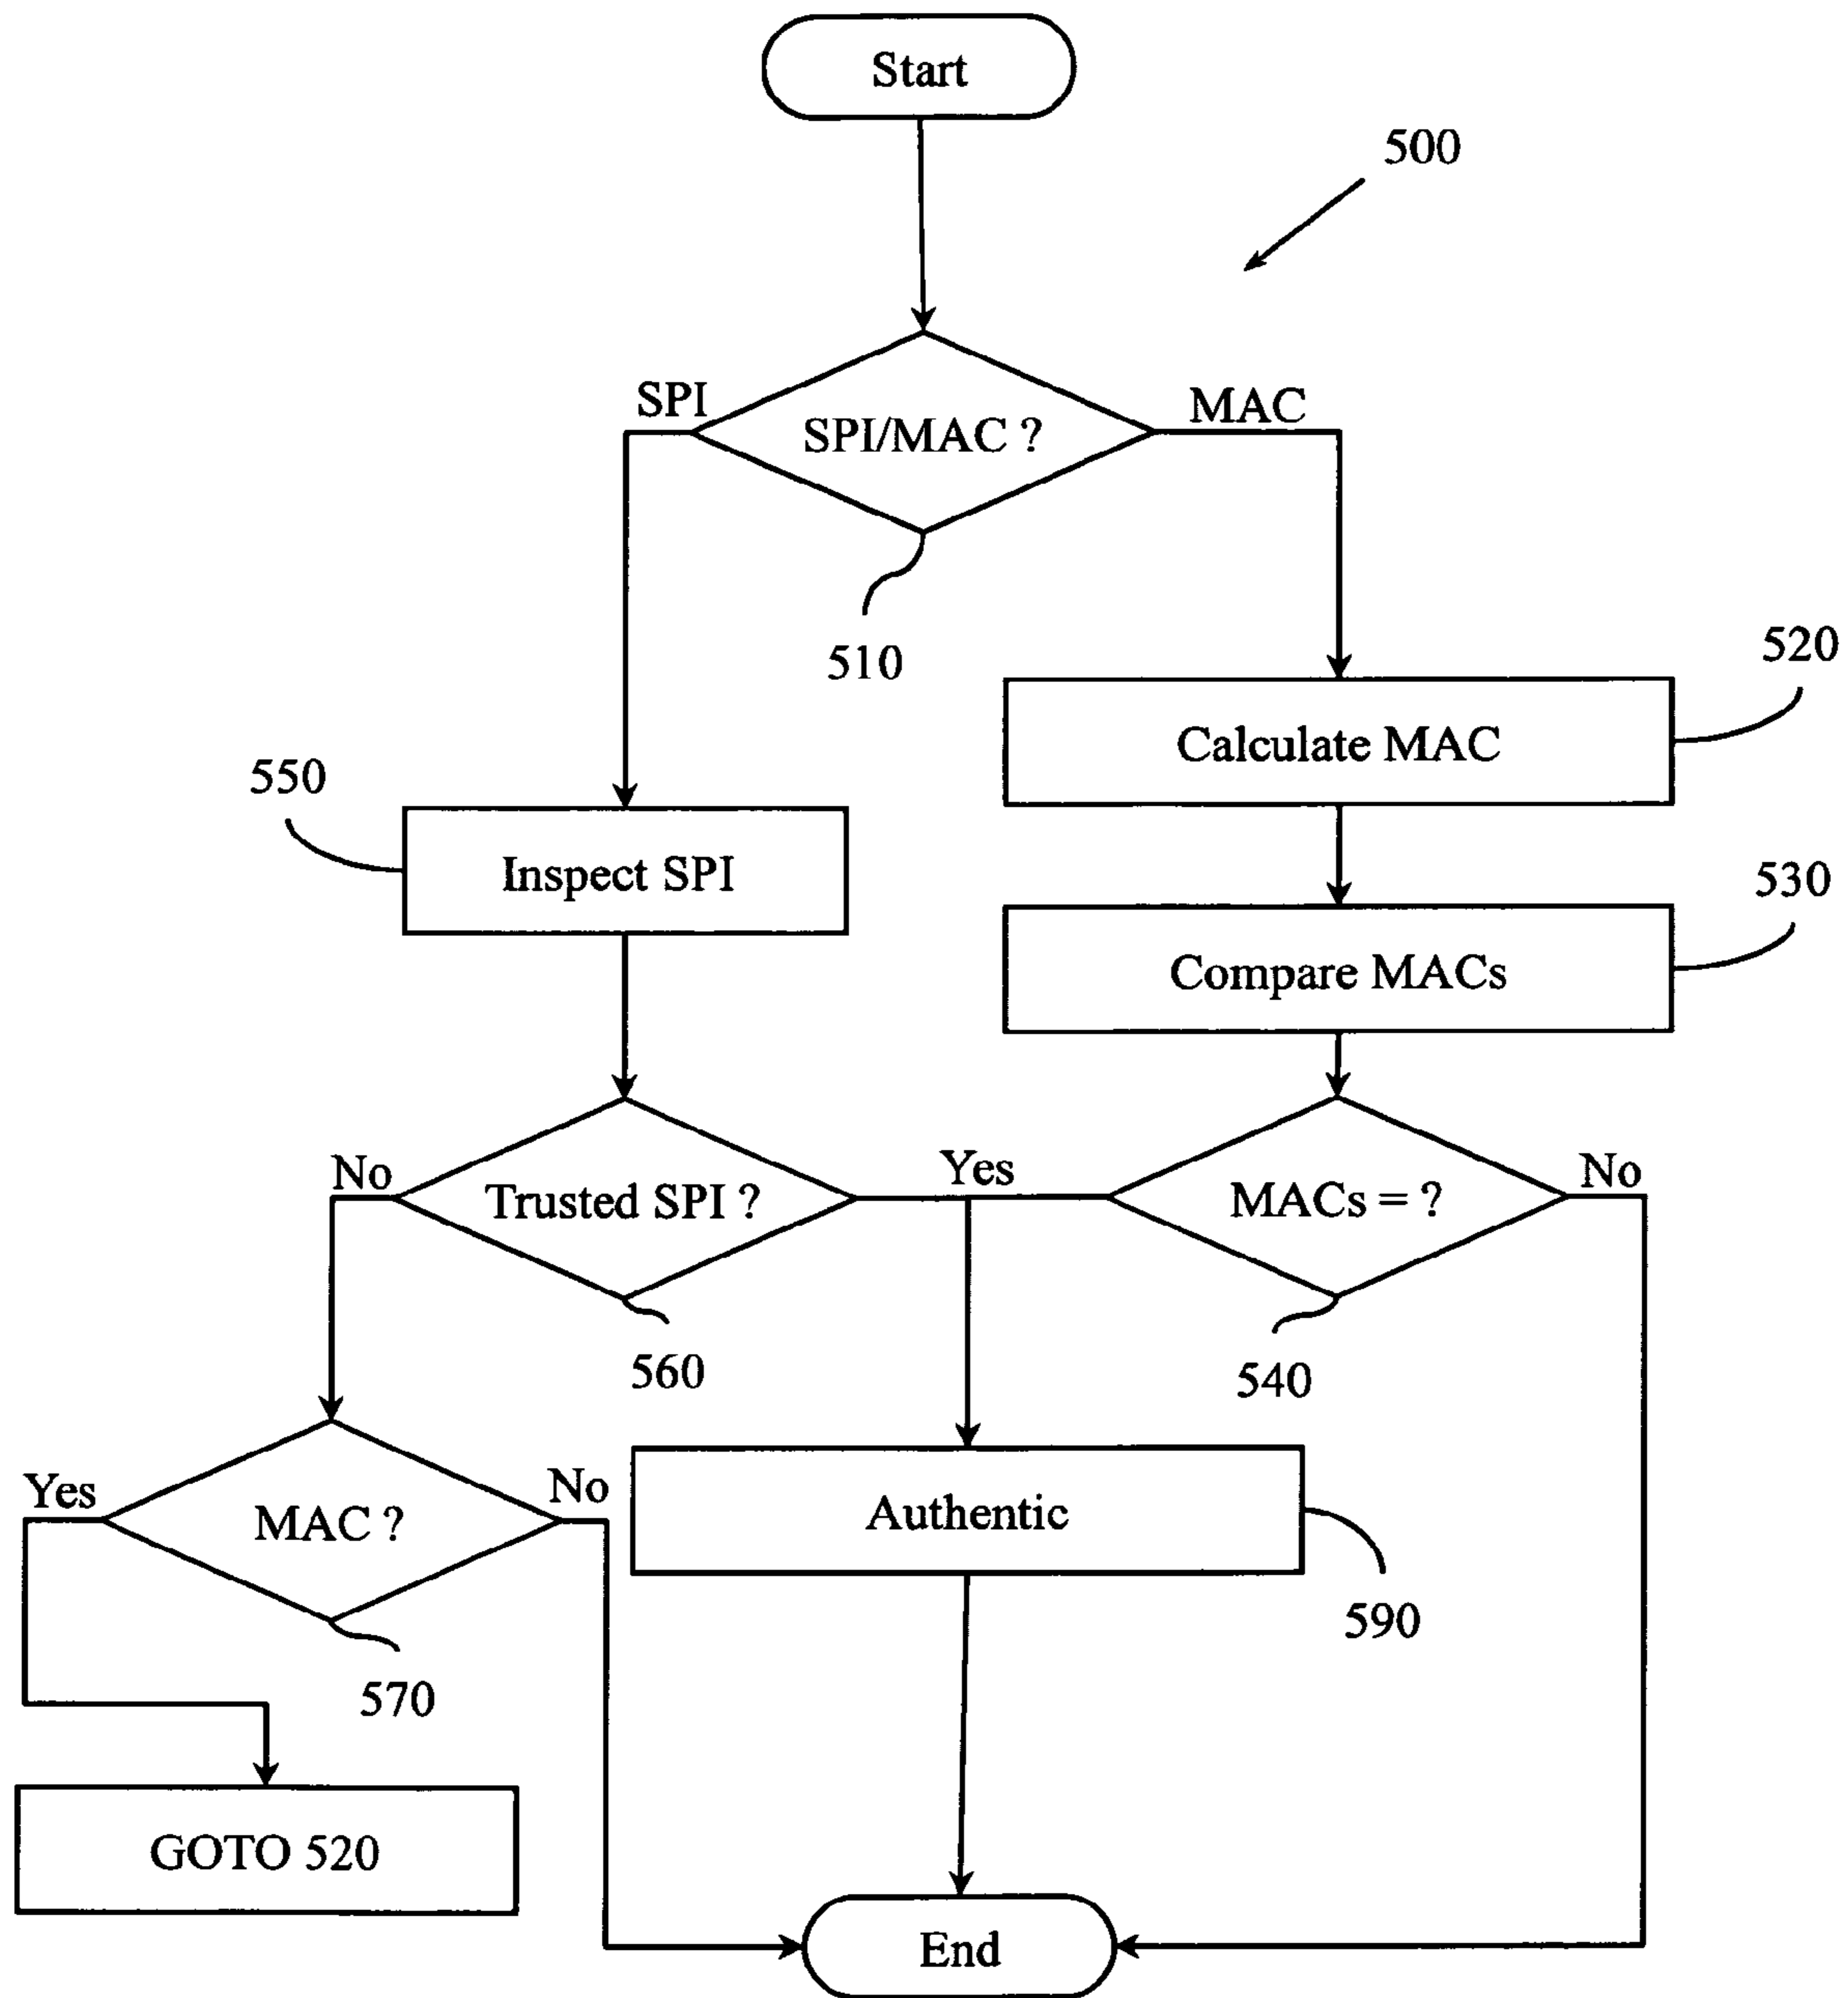 Start
500
SPI
SPI/MAC ?
MAC
510
520
Calculate MAC
550
Inspect SPI
530
Compare MACs
No
Trusted SPI ?
Yes
MACs = ?
No
560
540
Yes
MAC ?
No
Authentic
590
570
GOTO 520
End